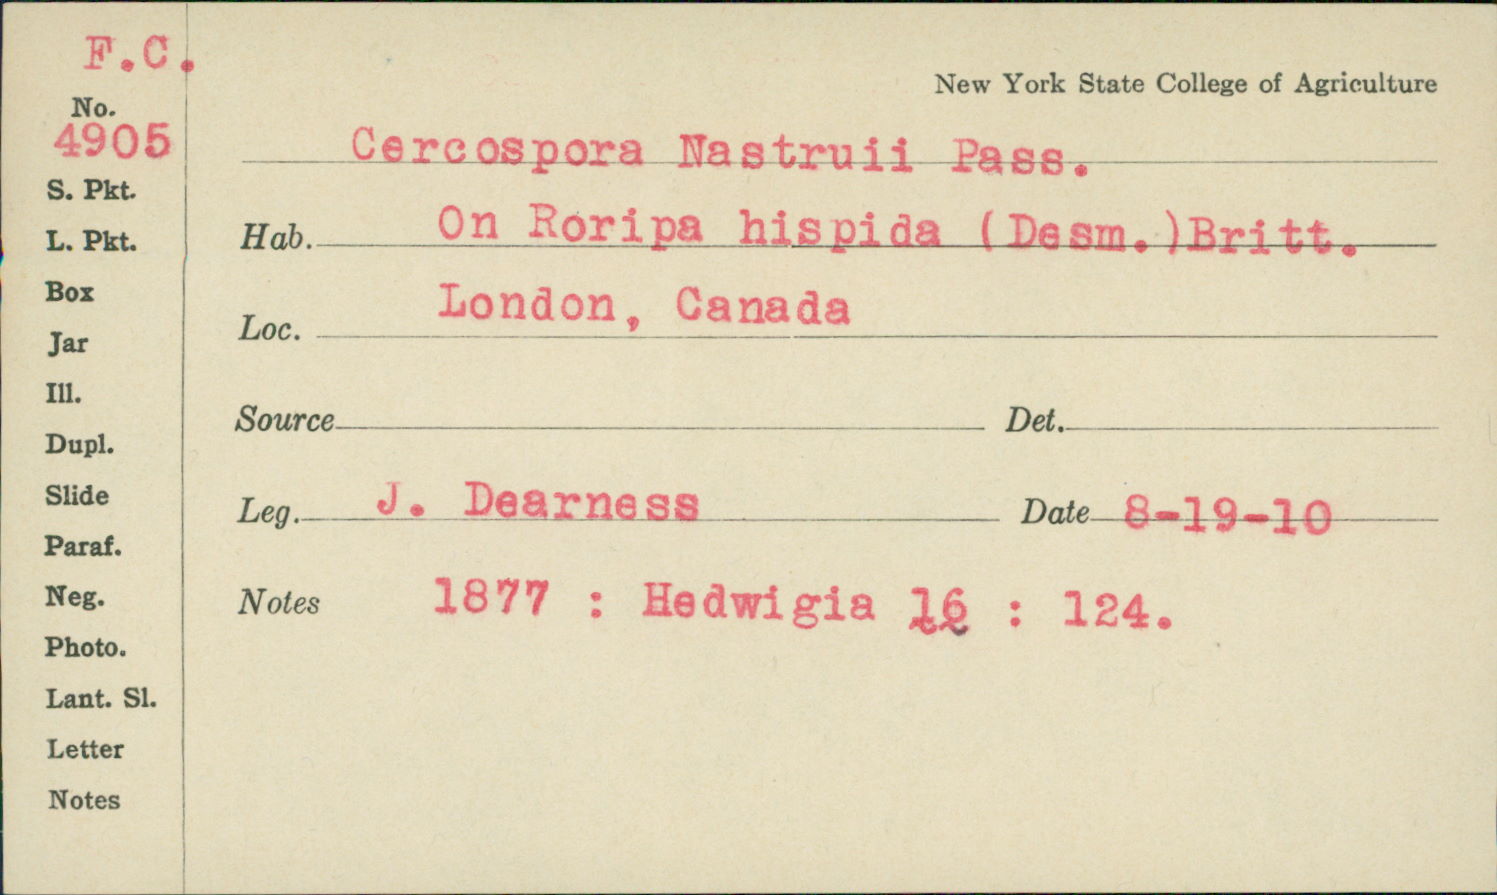 F.C.
New York State College of Agriculture
No.
4905
Cercospora Nastruii Pass.
S. Pkt.
Hab. On Roripa hispida (Desm.)Britt.
L. Pkt.
Box
Loc. London, Canada
Jar
Ill.
Source Det.
Dupl.
Slide
Leg. J. Dearness Date 8-19-10
Paraf.
Neg.
Notes 1877 : Hedwigia 16 : 124.
Photo.
Lant. Sl.
Letter
Notes